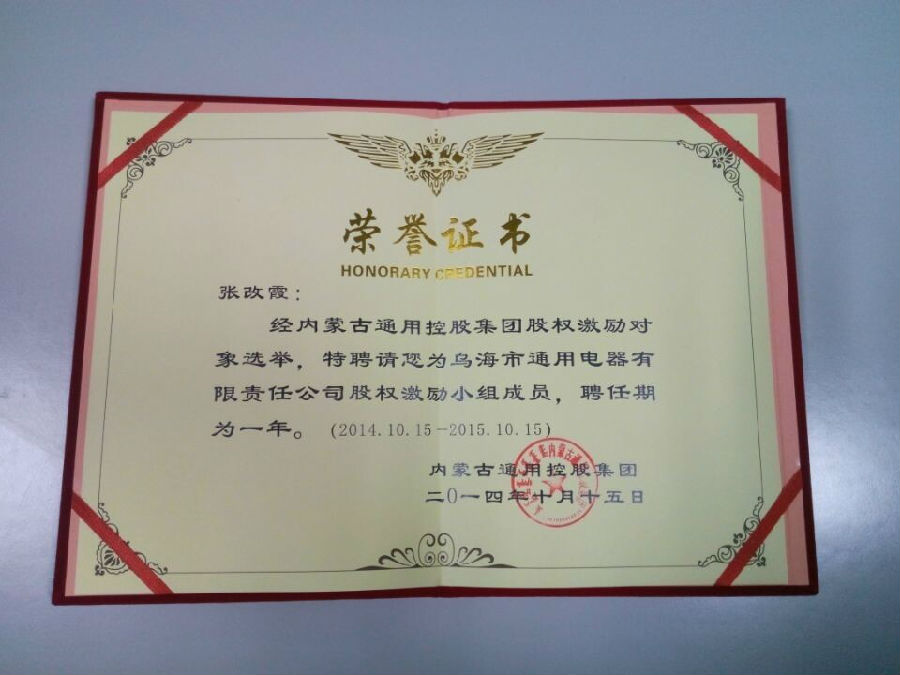 荣誉证书
HONORARY CREDENTIAL
张改霞：
经内蒙古通用控股集团股权激励对
象选举，特聘请您为乌海市通用电器有
限责任公司股权激励小组成员，聘任期
为一年。(2014.10.15-2015.10.15)
内蒙古通用控股集团
二〇一四年十月十五日